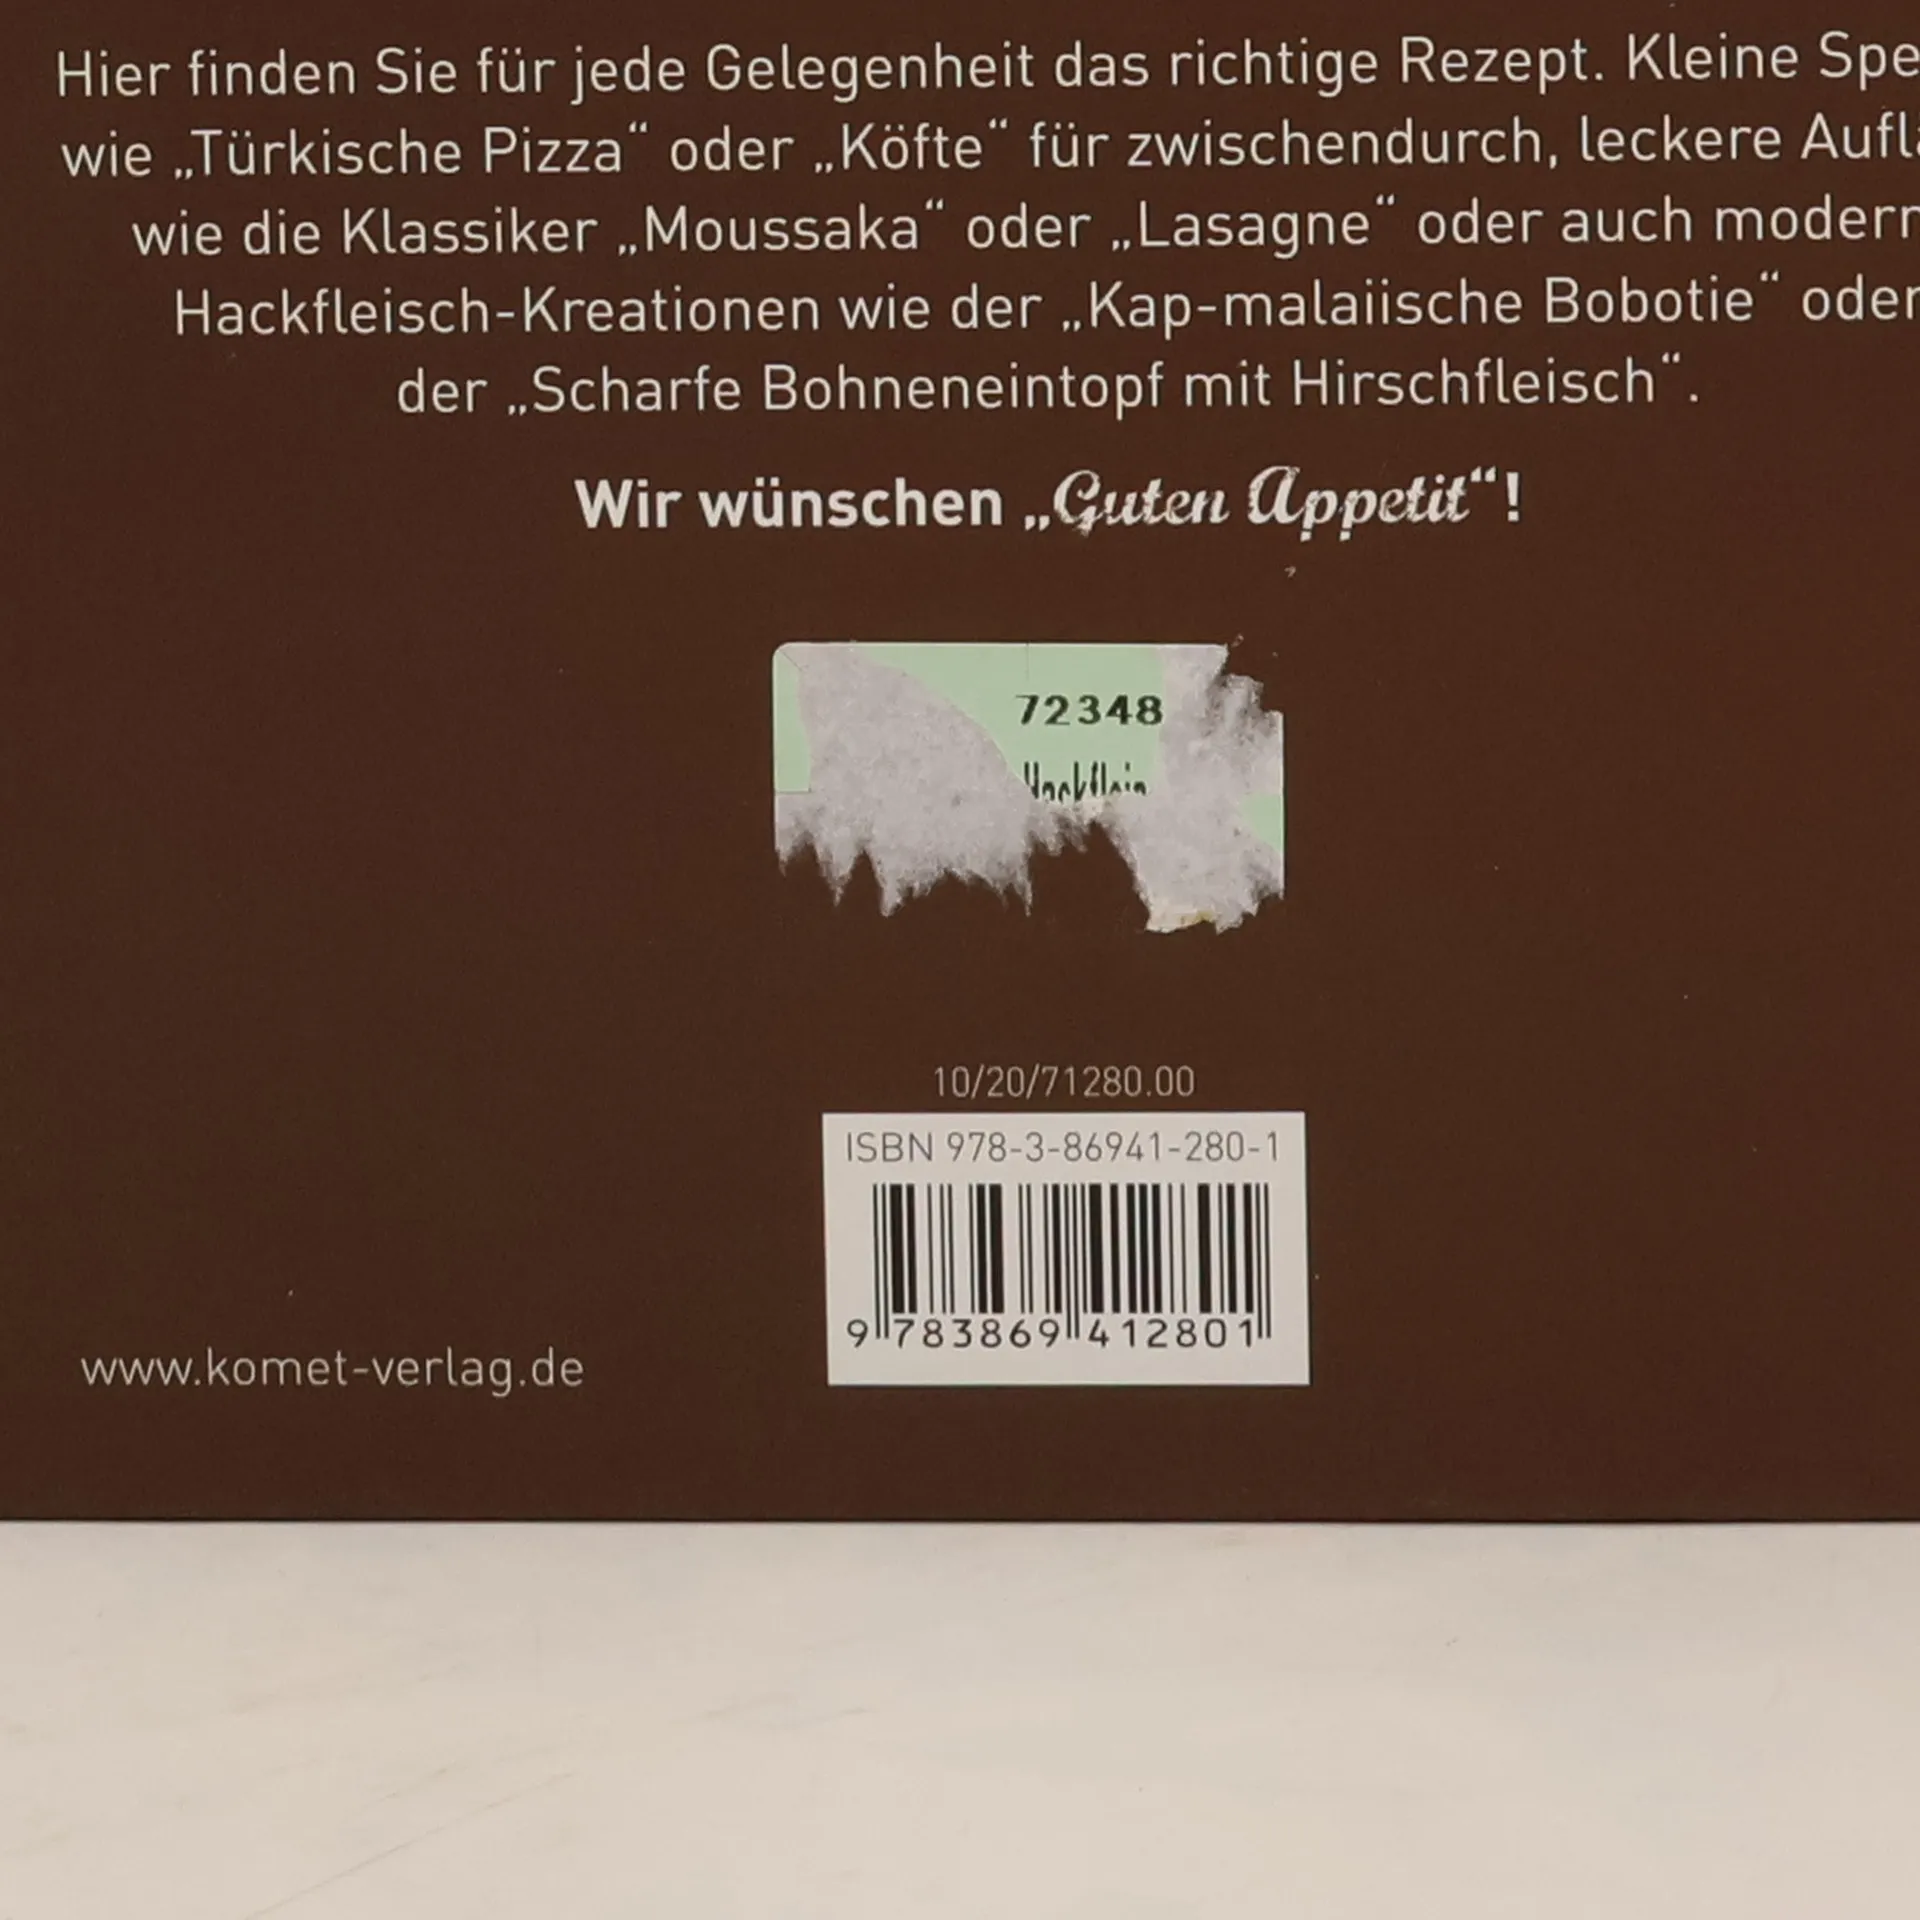 Hier finden Sie für jede Gelegenheit das richtige Rezept. Kleine Spe
wie „Türkische Pizza“ oder „Köfte“ für zwischendurch, leckere Aufl
wie die Klassiker „Moussaka“ oder „Lasagne“ oder auch modern
Hackfleisch-Kreationen wie der „Kap-malaiische Bobotie“ oder
der „Scharfe Bohneneintopf mit Hirschfleisch“.
Wir wünschen „Guten Appetit“!
72348
10/20/71280.00
ISBN 978-3-86941-280-1
9 783869 412801
www.komet-verlag.de